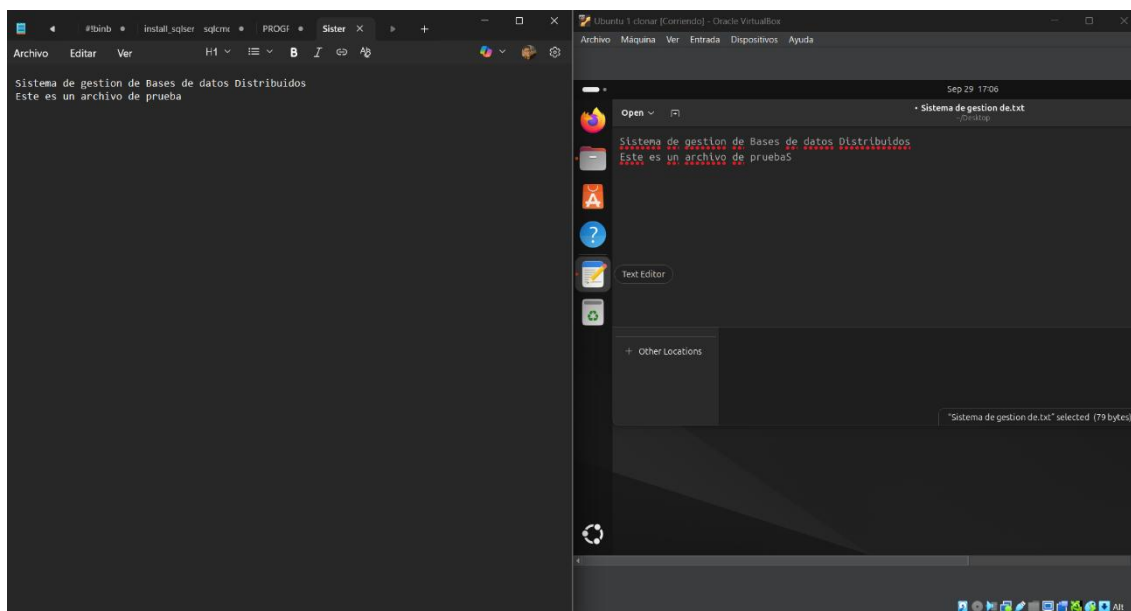 #!binb
install_sqlser
sqlcmd
PROGF
Sister
Archivo Editar Ver
H1
B I
Sistema de gestion de Bases de datos Distribuidos
Este es un archivo de prueba
Ubuntu 1 clonar [Corriendo] - Oracle VirtualBox
Archivo Máquina Ver Entrada Dispositivos Ayuda
Sep 29 17:06
Open
• Sistema de gestion de.txt
~/Desktop
Sistema de gestion de Bases de datos Distribuidos
Este es un archivo de pruebaS
Text Editor
+ Other Locations
"Sistema de gestion de.txt" selected (79 bytes)
Alt